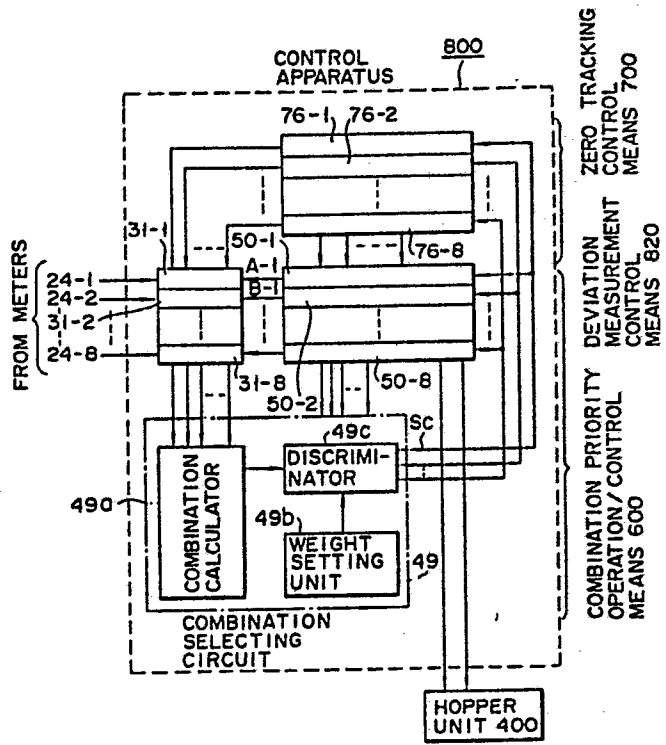 CONTROL
APPARATUS
800
76-1 76-2
31-1
50-1
76-8
A-1
B-1
FROM METERS
24-1
24-2
31-2
24-8
31-8
50-2
50-8
49c
SC
DISCRIMI-
NATOR
49a
COMBINATION
CALCULATOR
49b
WEIGHT
SETTING
UNIT
49
COMBINATION
SELECTING
CIRCUIT
HOPPER
UNIT 400
ZERO TRACKING
CONTROL
MEANS 700
DEVIATION
MEASUREMENT
CONTROL
MEANS 820
COMBINATION PRIORITY
OPERATION/CONTROL
MEANS 600